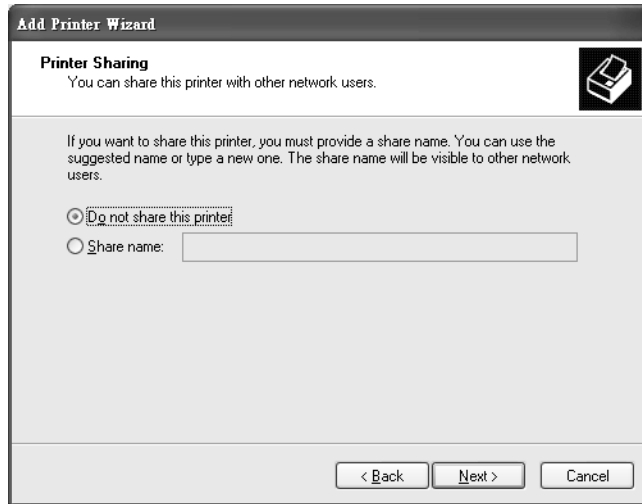 Add Printer Wizard
Printer Sharing
You can share this printer with other network users.
If you want to share this printer, you must provide a share name. You can use the
suggested name or type a new one. The share name will be visible to other network
users.
Do not share this printer
Share name:
< Back
Next >
Cancel